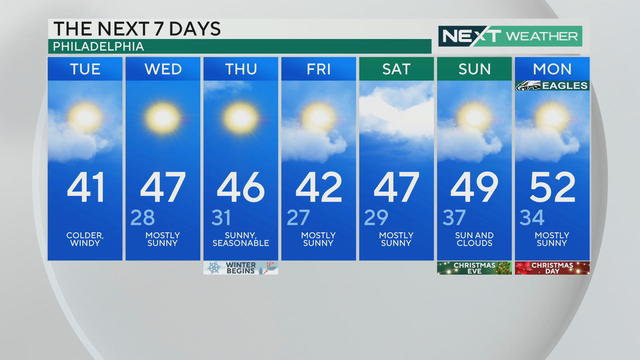 THE NEXT 7 DAYS
PHILADELPHIA
NEXT WEATHER
TUE
41
COLDER,
WINDY
WED
47
28
MOSTLY
SUNNY
THU
46
31
SUNNY,
SEASONABLE
WINTER
BEGINS
FRI
42
27
MOSTLY
SUNNY
SAT
47
29
MOSTLY
SUNNY
SUN
49
37
SUN AND
CLOUDS
CHRISTMAS
EVE
MON
EAGLES
52
34
MOSTLY
SUNNY
CHRISTMAS
DAY